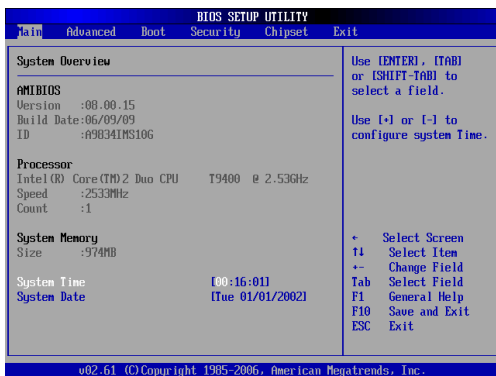 BIOS SETUP UTILITY
Main Advanced Boot Security Chipset Exit
System Overview
AMIBIOS
Version :08.00.15
Build Date:06/09/09
ID :A9834IMS10G
Processor
Intel(R) Core(TM)2 Duo CPU T9400 @ 2.53GHz
Speed :2533MHz
Count :1
System Memory
Size :974MB
System Time [00:16:01]
System Date [Tue 01/01/2002]
Use [ENTER], [TAB]
or [SHIFT-TAB] to
select a field.
Use [+] or [-] to
configure system Time.
← Select Screen
↑↓ Select Item
+- Change Field
Tab Select Field
F1 General Help
F10 Save and Exit
ESC Exit
v02.61 (C)Copyright 1985-2006, American Megatrends, Inc.